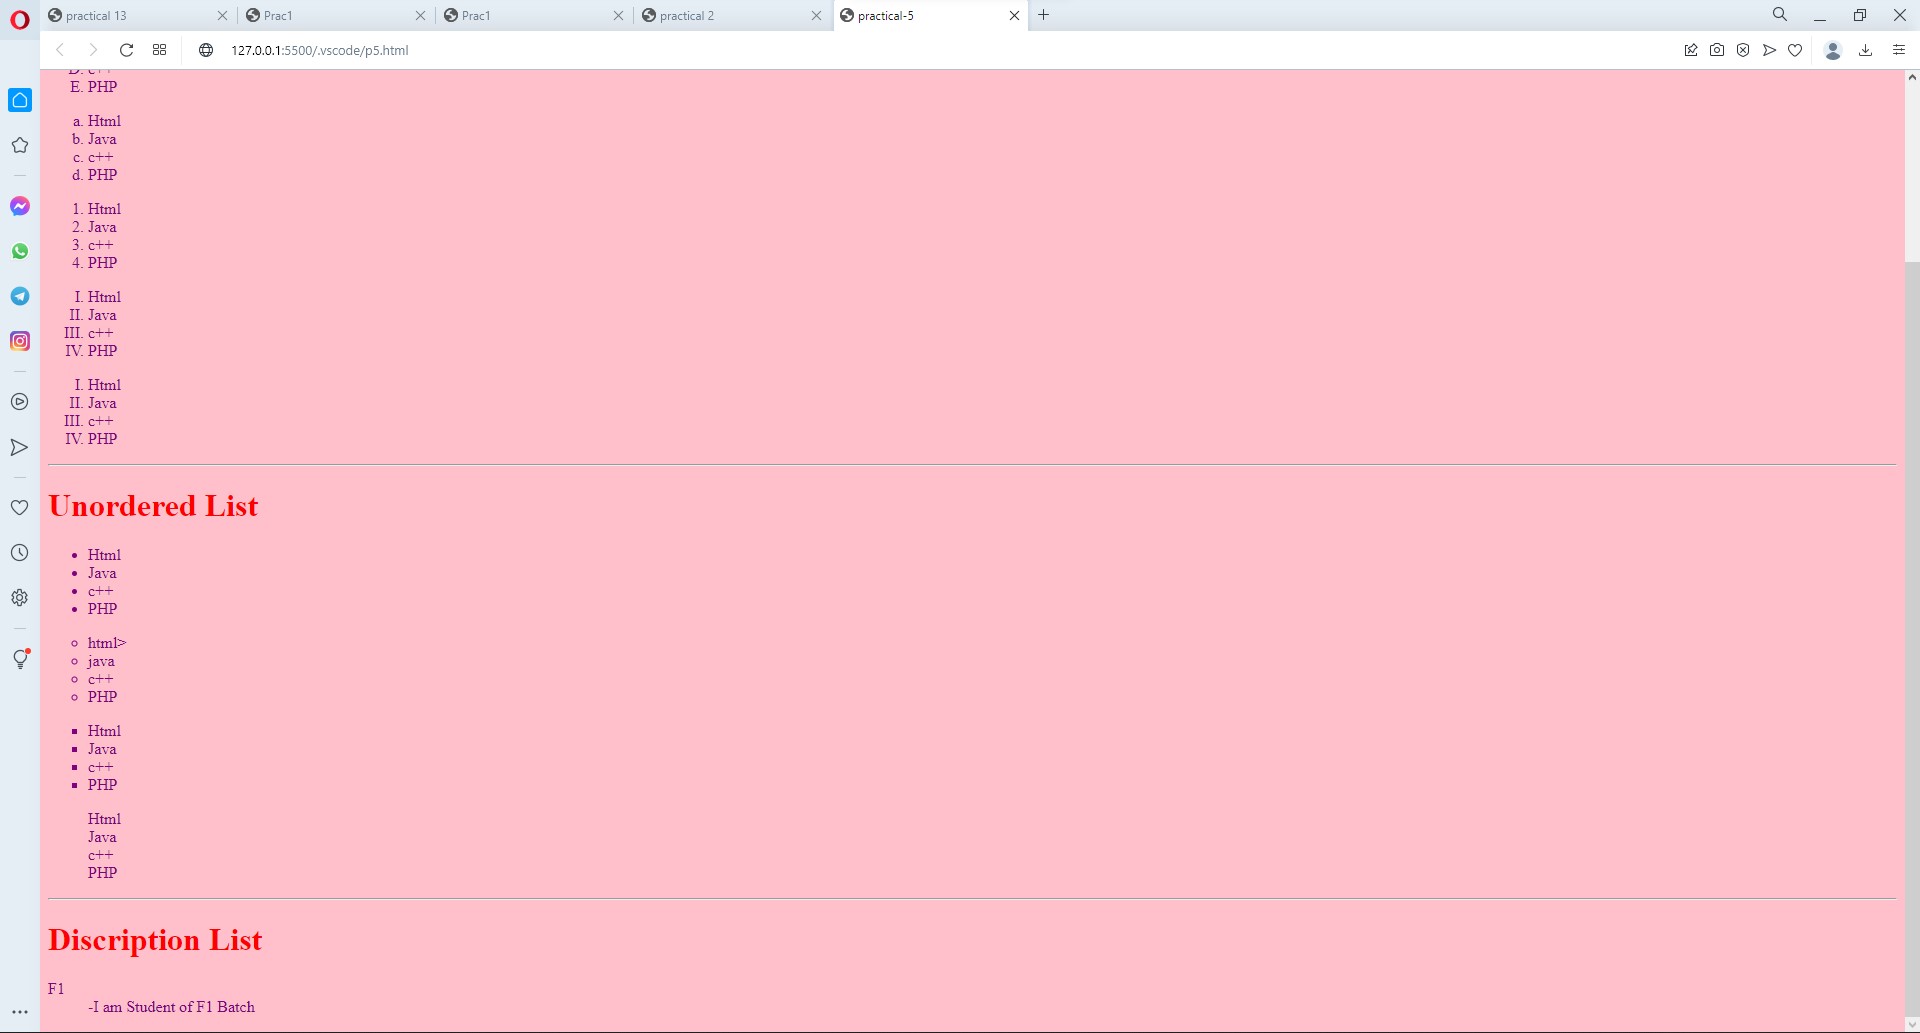 practical 13
Prac1
Prac1
practical 2
practical-5
127.0.0.1:5500/.vscode/p5.html
D. c++
E. PHP
a. Html
b. Java
c. c++
d. PHP
1. Html
2. Java
3. c++
4. PHP
I. Html
II. Java
III. c++
IV. PHP
I. Html
II. Java
III. c++
IV. PHP
Unordered List
• Html
• Java
• c++
• PHP
◦ html>
◦ java
◦ c++
◦ PHP
▪ Html
▪ Java
▪ c++
▪ PHP
Html
Java
c++
PHP
Discription List
F1
-I am Student of F1 Batch